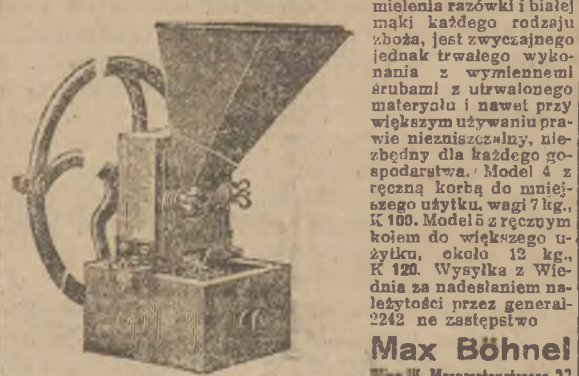 mielenia razówki i białej
mąki każdego rodzaju
zboża, jest zwyczajnego
jednak trwałego wyko-
nania z wymiennemi
śrubami z utrwalonego
materyału i nawet przy
większym używaniu pra-
wie niezniszczalny, nie-
zbędny dla każdego go-
spodarstwa. Model 4 z
ręczną korbą do mniej-
szego użytku, wagi 7 kg.,
K 100. Model 5 z ręcznym
kołem do większego u-
żytku, około 12 kg.,
K 120. Wysyłka z Wie-
dnia za nadesłaniem na-
leżytości przez general-
2242 ne zastępstwo
Max Böhnel